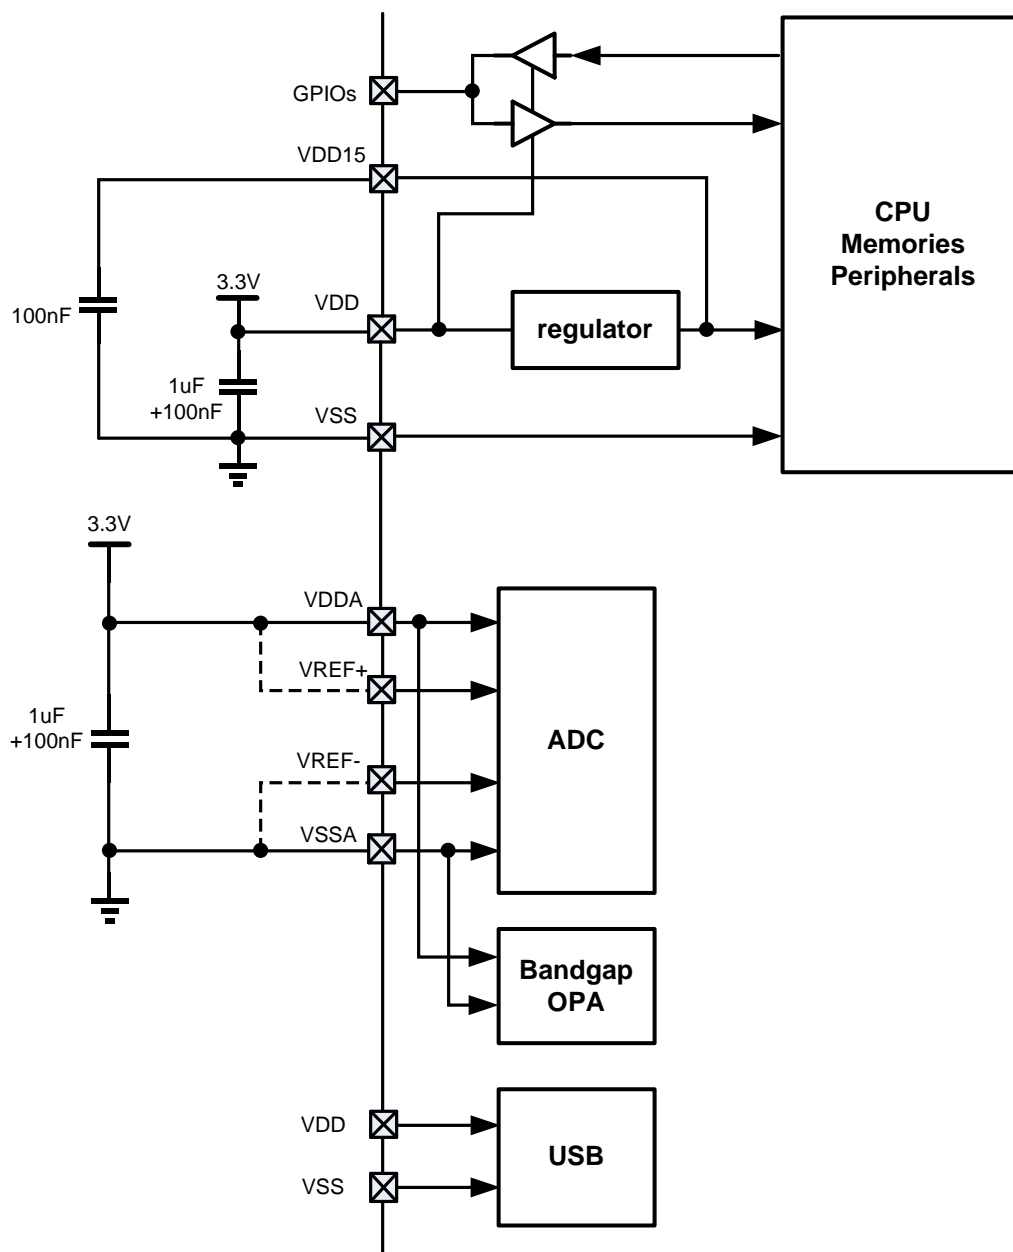 GPIOs
VDD15
CPU
Memories
Peripherals
3.3V
VDD
100nF
regulator
1uF
+100nF
VSS
3.3V
VDDA
VREF+
1uF
+100nF
ADC
VREF-
VSSA
Bandgap
OPA
VDD
USB
VSS